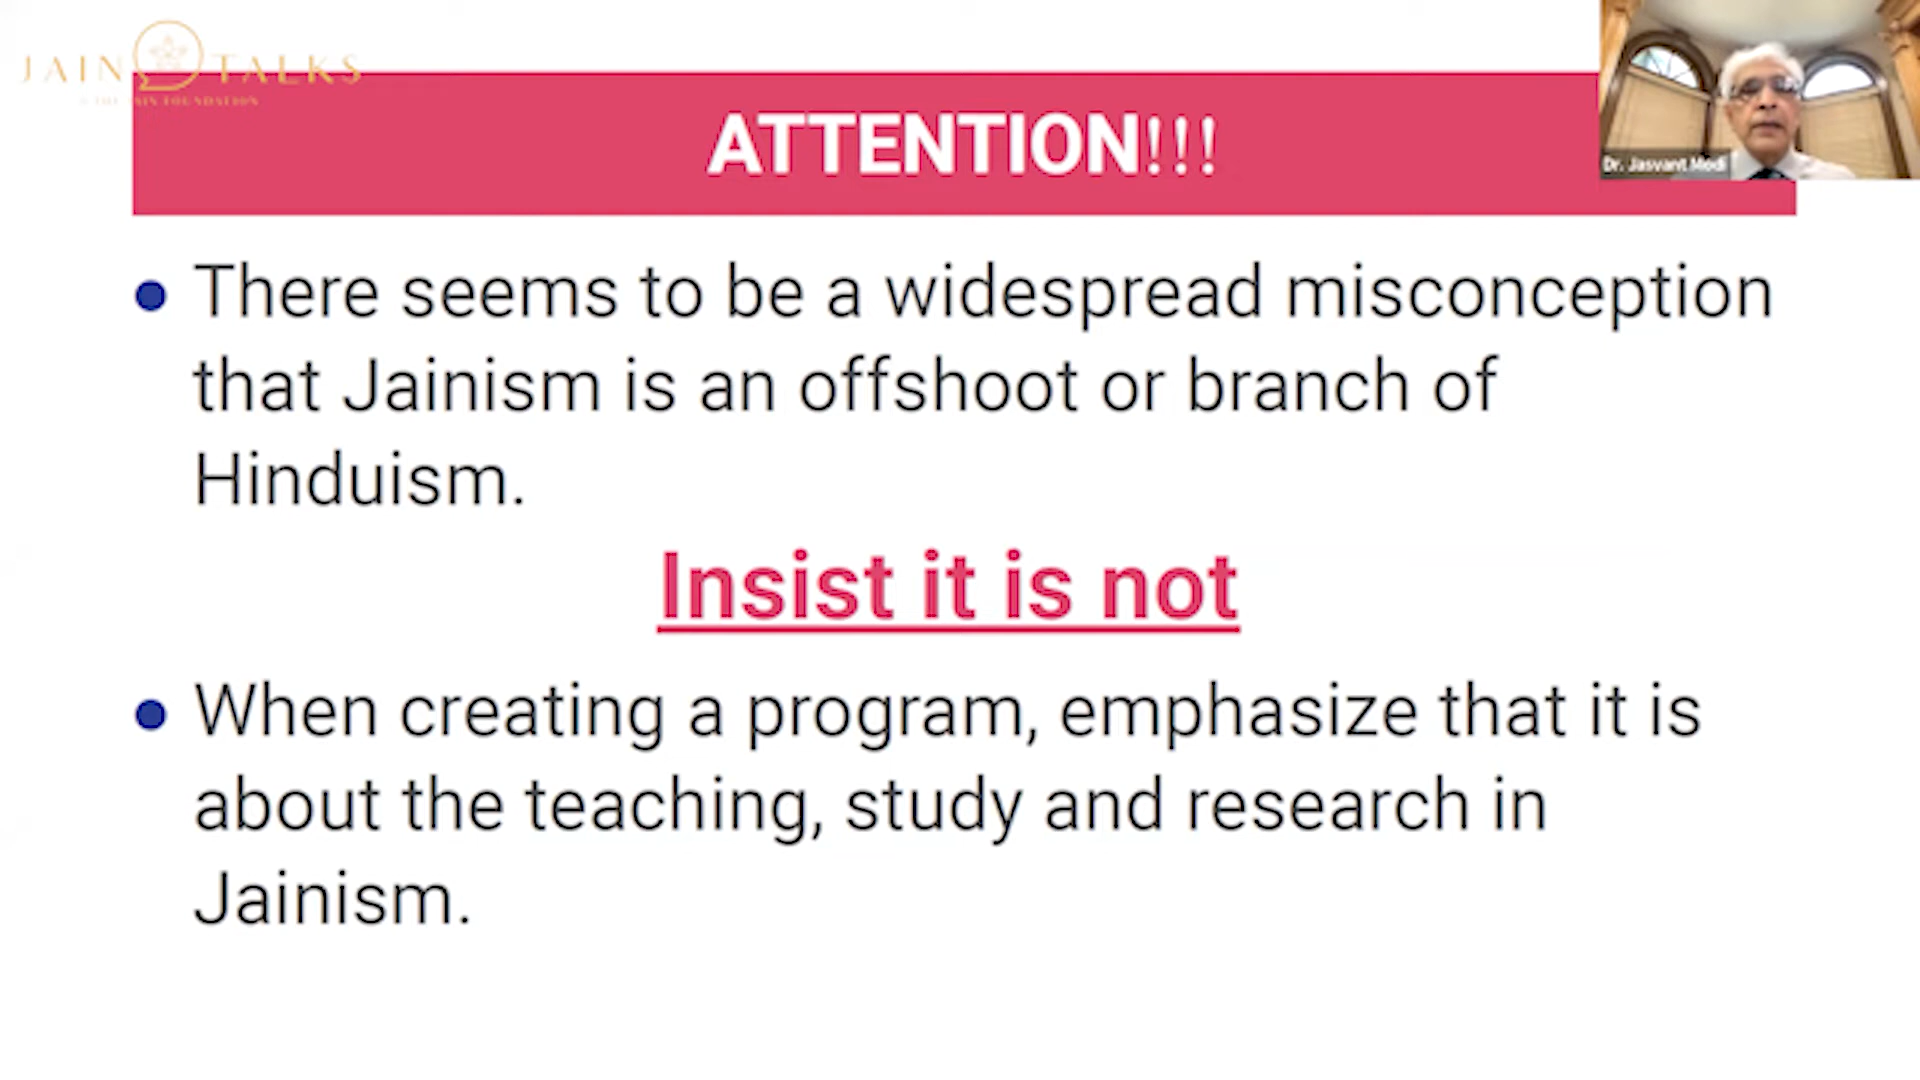 JAIN TALKS
ATTENTION!!!
Dr. Jasvant Modi
• There seems to be a widespread misconception
that Jainism is an offshoot or branch of
Hinduism.
Insist it is not
• When creating a program, emphasize that it is
about the teaching, study and research in
Jainism.